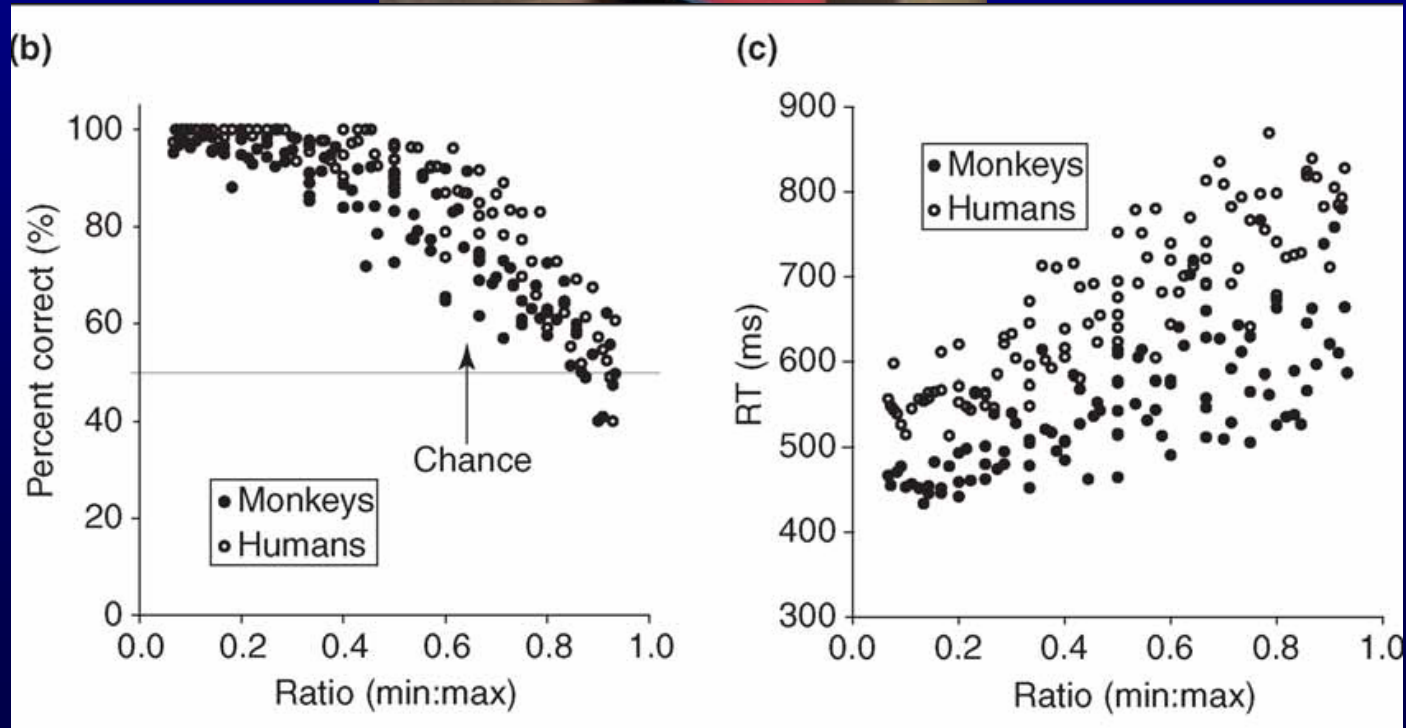 (b)
Percent correct (%)
100
80
60
40
20
0
Chance
Monkeys
Humans
0.0 0.2 0.4 0.6 0.8 1.0
Ratio (min:max)
(c)
RT (ms)
900
800
700
600
500
400
300
Monkeys
Humans
0.0 0.2 0.4 0.6 0.8 1.0
Ratio (min:max)